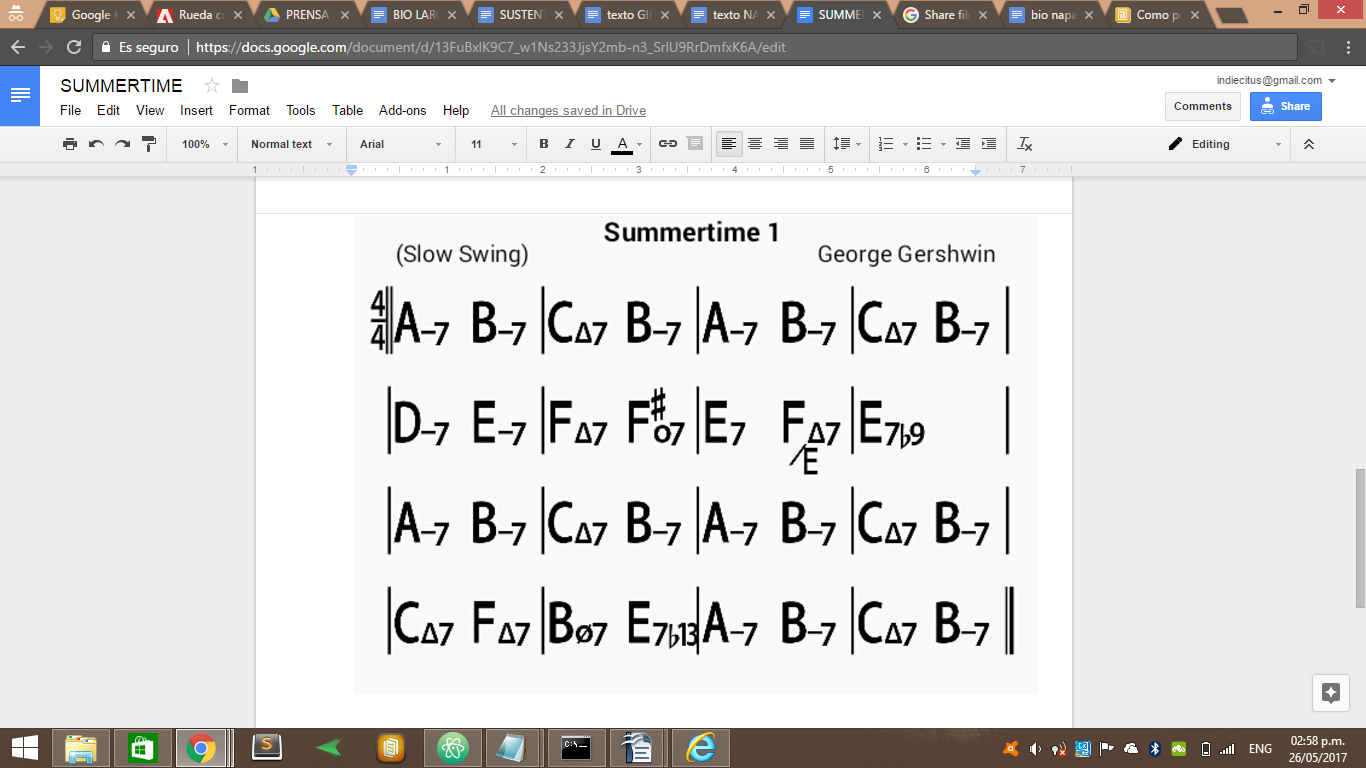 Google Rueda c PRENSA BIO LAR SUSTEN texto GI texto NA SUMME Share file bio napa Como p
Es seguro https://docs.google.com/document/d/13FuBxlK9C7_w1Ns233JjsY2mb-n3_SrlU9RrDmfxK6A/edit
SUMMERTIME
indiecitus@gmail.com
File Edit View Insert Format Tools Table Add-ons Help All changes saved in Drive
Comments Share
100% Normal text Arial 11 B I U A Editing
1 1 2 3 4 5 6 7
Summertime 1
(Slow Swing) George Gershwin
4/4 A–7 B–7 | CΔ7 B–7 | A–7 B–7 | CΔ7 B–7 |
| D–7 E–7 | FΔ7 F♯o7 | E7 FΔ7/E | E7♭9 |
| A–7 B–7 | CΔ7 B–7 | A–7 B–7 | CΔ7 B–7 |
| CΔ7 FΔ7 | Bø7 E7♭13 | A–7 B–7 | CΔ7 B–7 ||
ENG 02:58 p.m.
26/05/2017